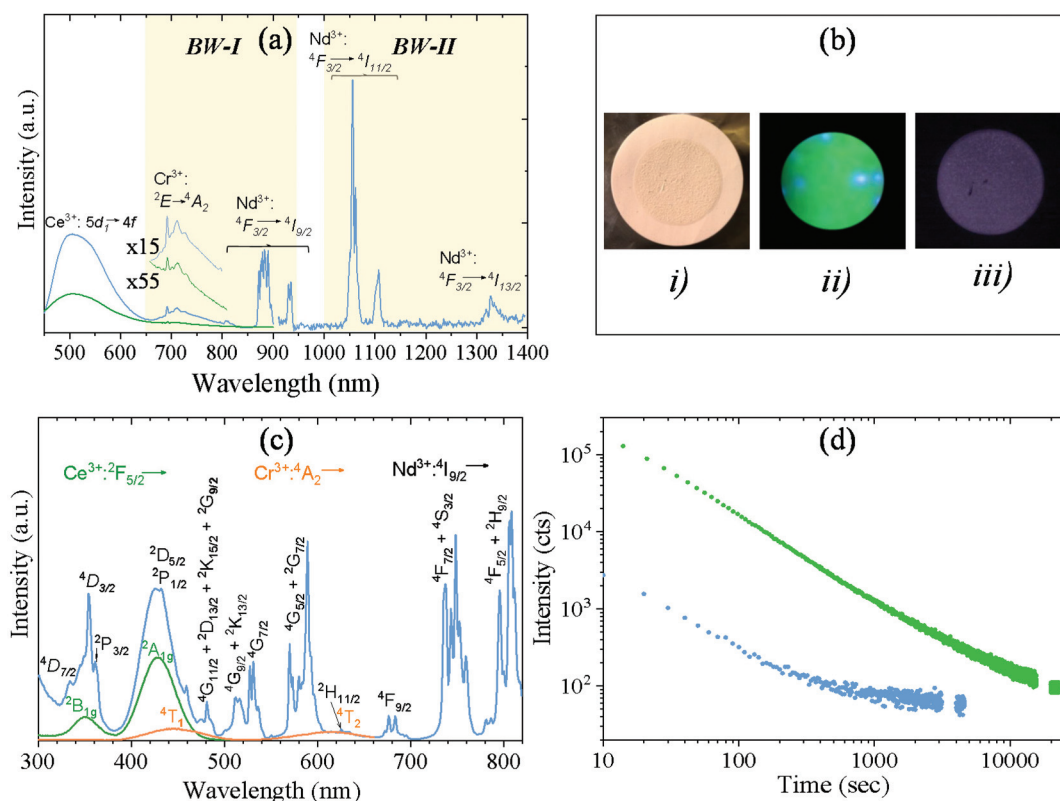 (a)
BW-I
BW-II
Nd³⁺:
⁴F₃/₂→⁴I₁₁/₂
Cr³⁺:
²E→⁴A₂
Nd³⁺:
⁴F₃/₂→⁴I₉/₂
Ce³⁺: 5d₁→4f
x15
x55
Nd³⁺:
⁴F₃/₂→⁴I₁₃/₂
Intensity (a.u.)
500 600 700 800 900 1000 1100 1200 1300 1400
Wavelength (nm)
(b)
i) ii) iii)
(c)
Ce³⁺:²F₅/₂→ Cr³⁺:⁴A₂→ Nd³⁺:⁴I₉/₂→
⁴D₇/₂
⁴D₃/₂
²P₃/₂
²D₅/₂
²P₁/₂
²B₁g
²A₁g
⁴T₁
⁴G₁₁/₂ + ²D₁₃/₂ + ²K₁₅/₂ + ²G₉/₂
⁴G₉/₂ + ²K₁₃/₂
⁴G₇/₂
⁴G₅/₂ + ²G₇/₂
²H₁₁/₂
⁴T₂
⁴F₉/₂
⁴F₇/₂ + ⁴S₃/₂
⁴F₅/₂ + ²H₉/₂
Intensity (a.u.)
300 400 500 600 700 800
Wavelength (nm)
(d)
10⁵
10⁴
10³
10²
Intensity (cts)
10 100 1000 10000
Time (sec)